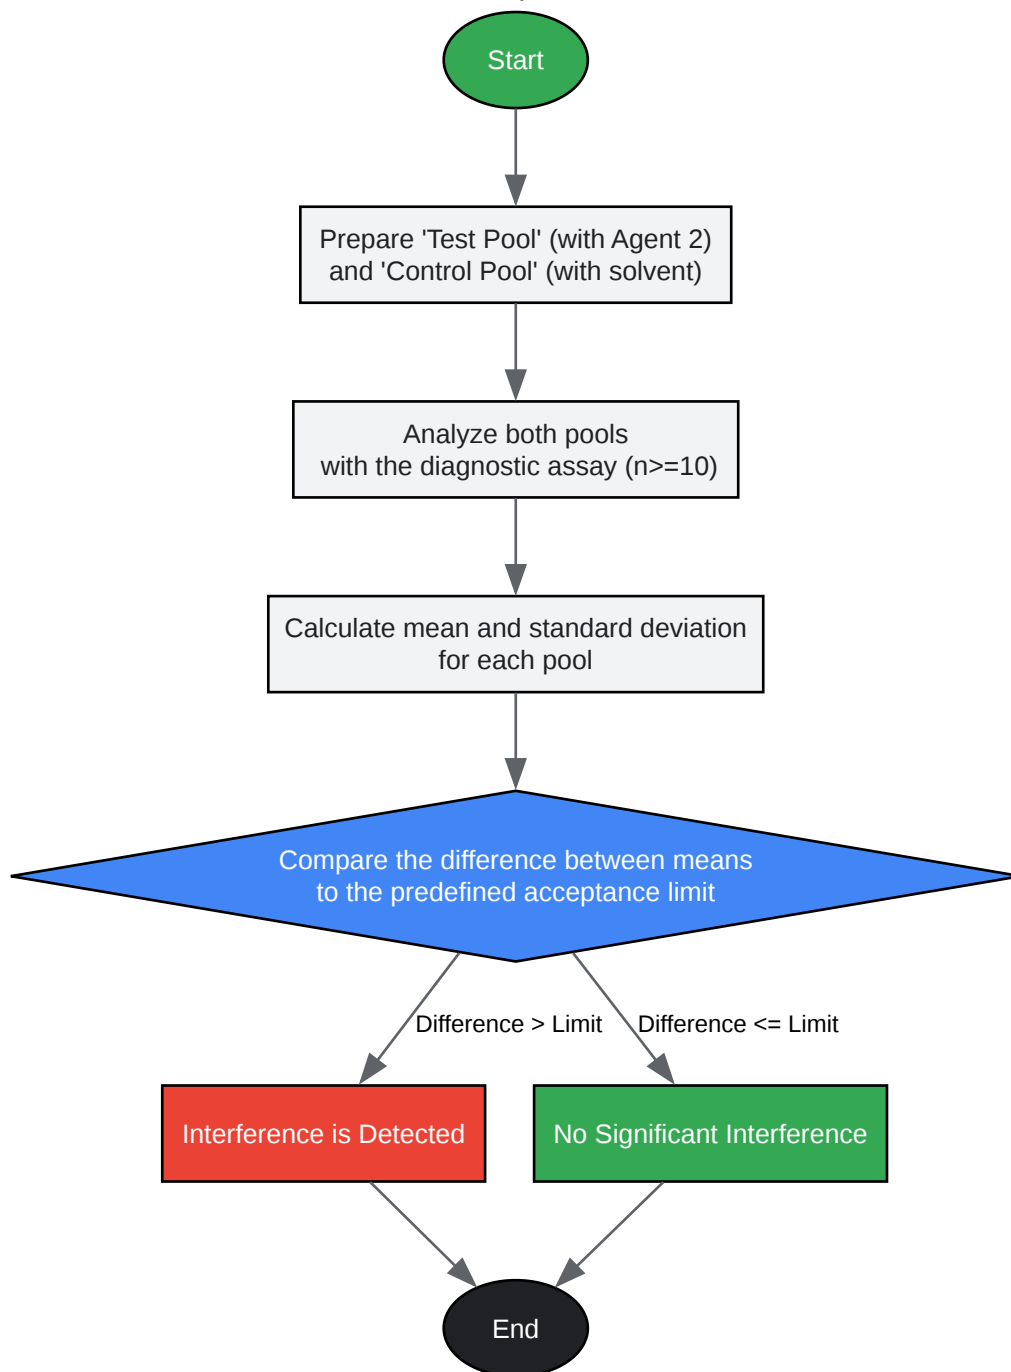 Start
Prepare 'Test Pool' (with Agent 2)
and 'Control Pool' (with solvent)
Analyze both pools
with the diagnostic assay (n>=10)
Calculate mean and standard deviation
for each pool
Compare the difference between means
to the predefined acceptance limit
Difference > Limit
Difference <= Limit
Interference is Detected
No Significant Interference
End